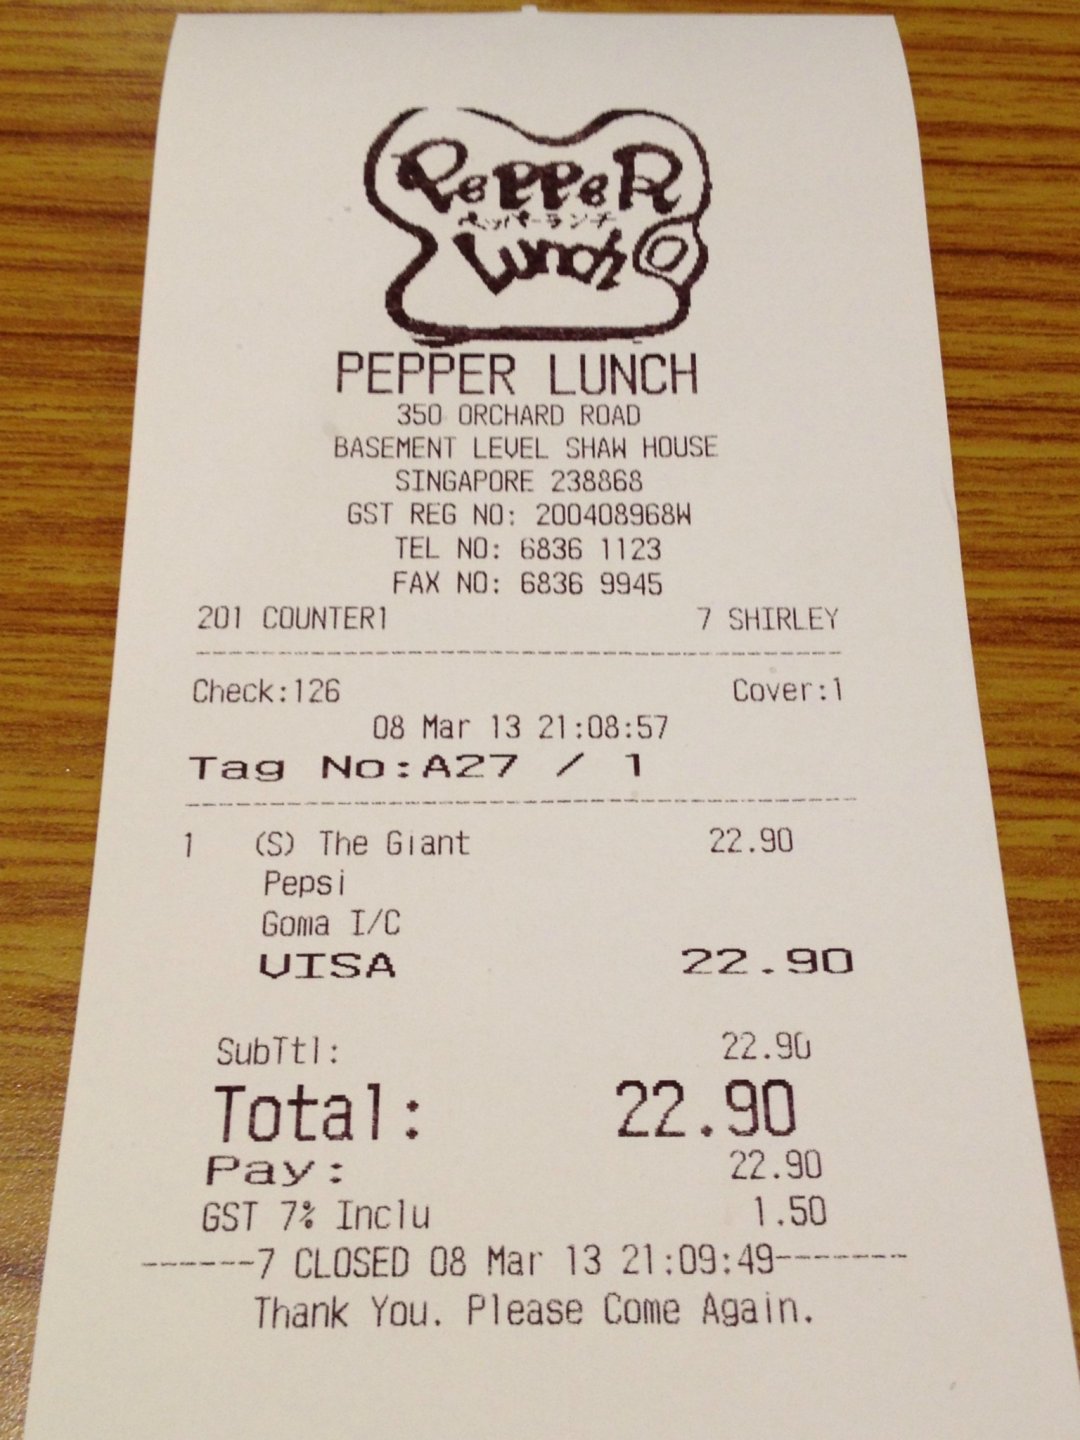 PEPPER
ペッパーランチ
Lunch
PEPPER LUNCH
350 ORCHARD ROAD
BASEMENT LEVEL SHAW HOUSE
SINGAPORE 238868
GST REG NO: 200408968W
TEL NO: 6836 1123
FAX NO: 6836 9945
201 COUNTER1 7 SHIRLEY
Check:126 Cover:1
08 Mar 13 21:08:57
Tag No:A27 / 1
1 (S) The Giant 22.90
Pepsi
Goma I/C
VISA 22.90
SubTtl: 22.90
Total: 22.90
Pay: 22.90
GST 7% Inclu 1.50
------7 CLOSED 08 Mar 13 21:09:49-------
Thank You. Please Come Again.